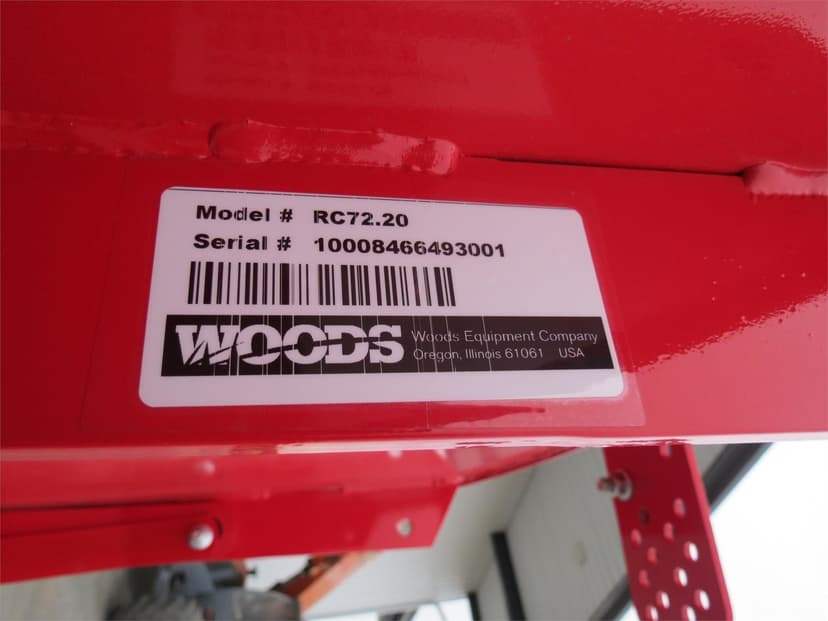 Model # RC72.20
Serial # 10008466493001
WOODS
Woods Equipment Company
Oregon, Illinois 61061 USA